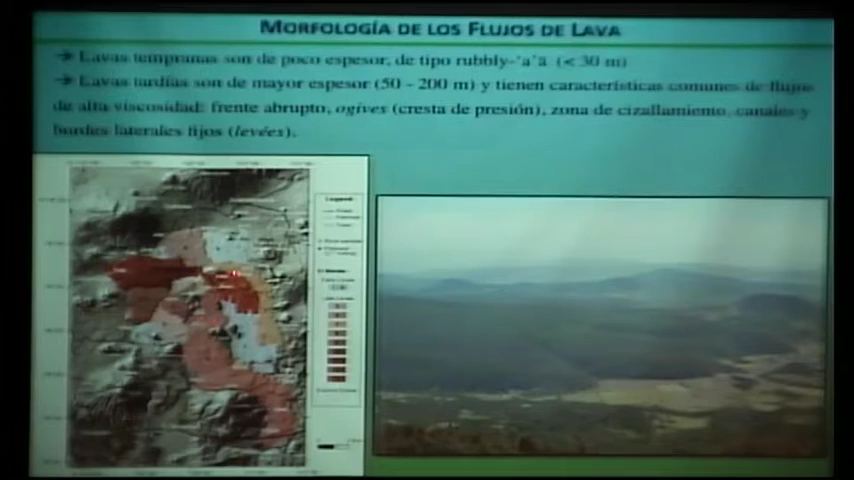 MORFOLOGÍA DE LOS FLUJOS DE LAVA
Lavas tempranas son de poco espesor, de tipo rubbly-'a'ā (< 30 m)
Lavas tardías son de mayor espesor (50 - 200 m) y tienen características comunes de flujos
de alta viscosidad: frente abrupto, ogives (cresta de presión), zona de cizallamiento, canales y
bordes laterales fijos (levées).
Legend